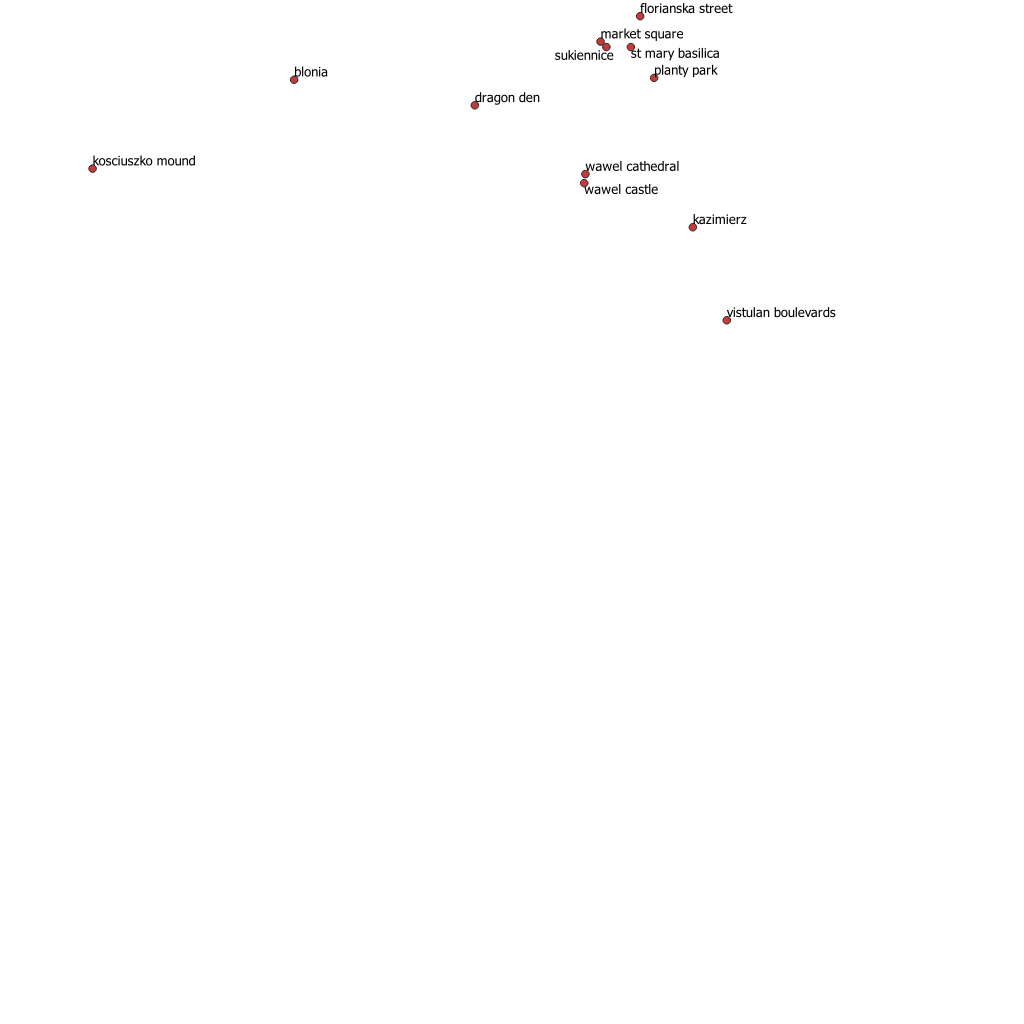 florianska street
market square
sukiennice
st mary basilica
planty park
blonia
dragon den
kosciuszko mound
wawel cathedral
wawel castle
kazimierz
vistulan boulevards